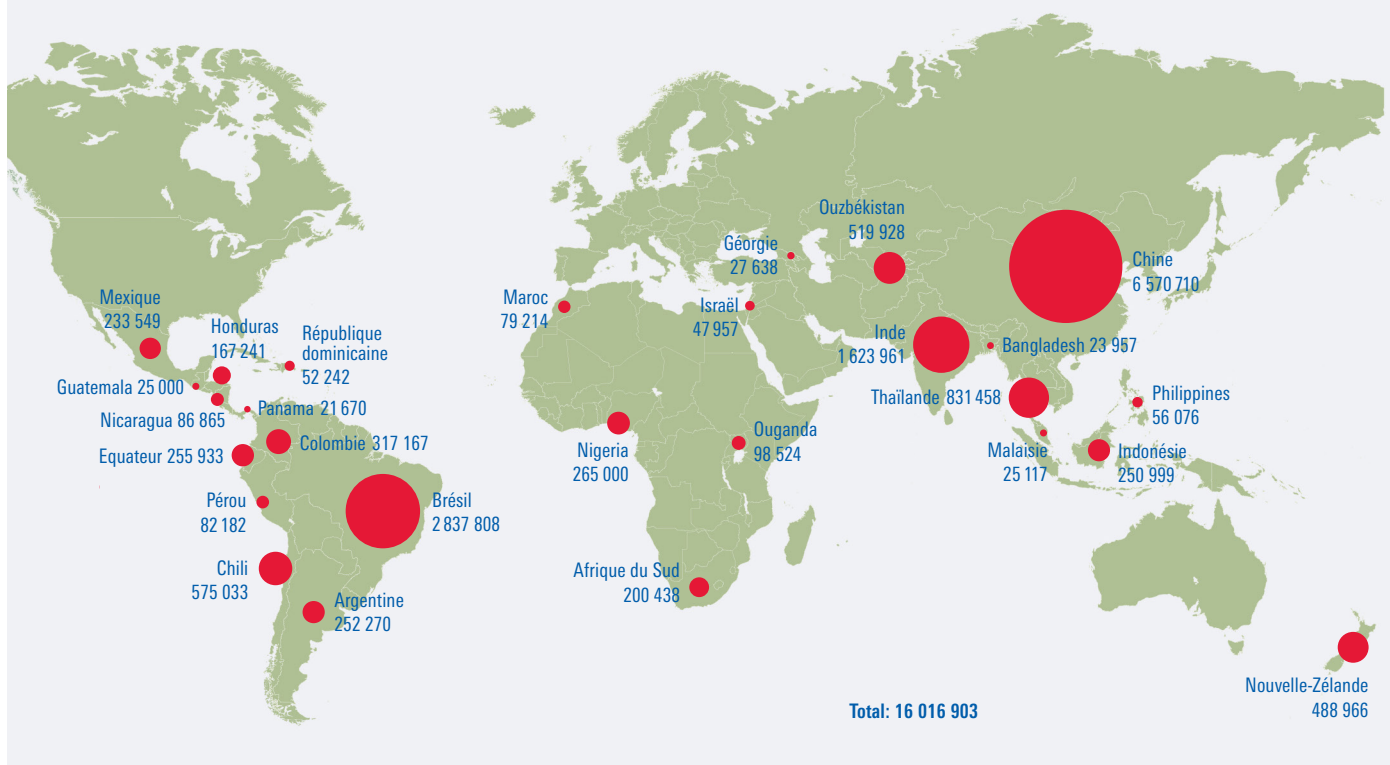 Ouzbékistan
519 928
Géorgie
27 638
Chine
6 570 710
Mexique
233 549
Honduras
167 241
République
dominicaine
52 242
Maroc
79 214
Israël
47 957
Inde
1 623 961
Bangladesh 23 957
Guatemala 25 000
Nicaragua 86 865
Panama 21 670
Thaïlande 831 458
Philippines
56 076
Equateur 255 933
Colombie 317 167
Nigeria
265 000
Ouganda
98 524
Malaisie
25 117
Indonésie
250 999
Pérou
82 182
Brésil
2 837 808
Chili
575 033
Argentine
252 270
Afrique du Sud
200 438
Nouvelle-Zélande
488 966
Total: 16 016 903